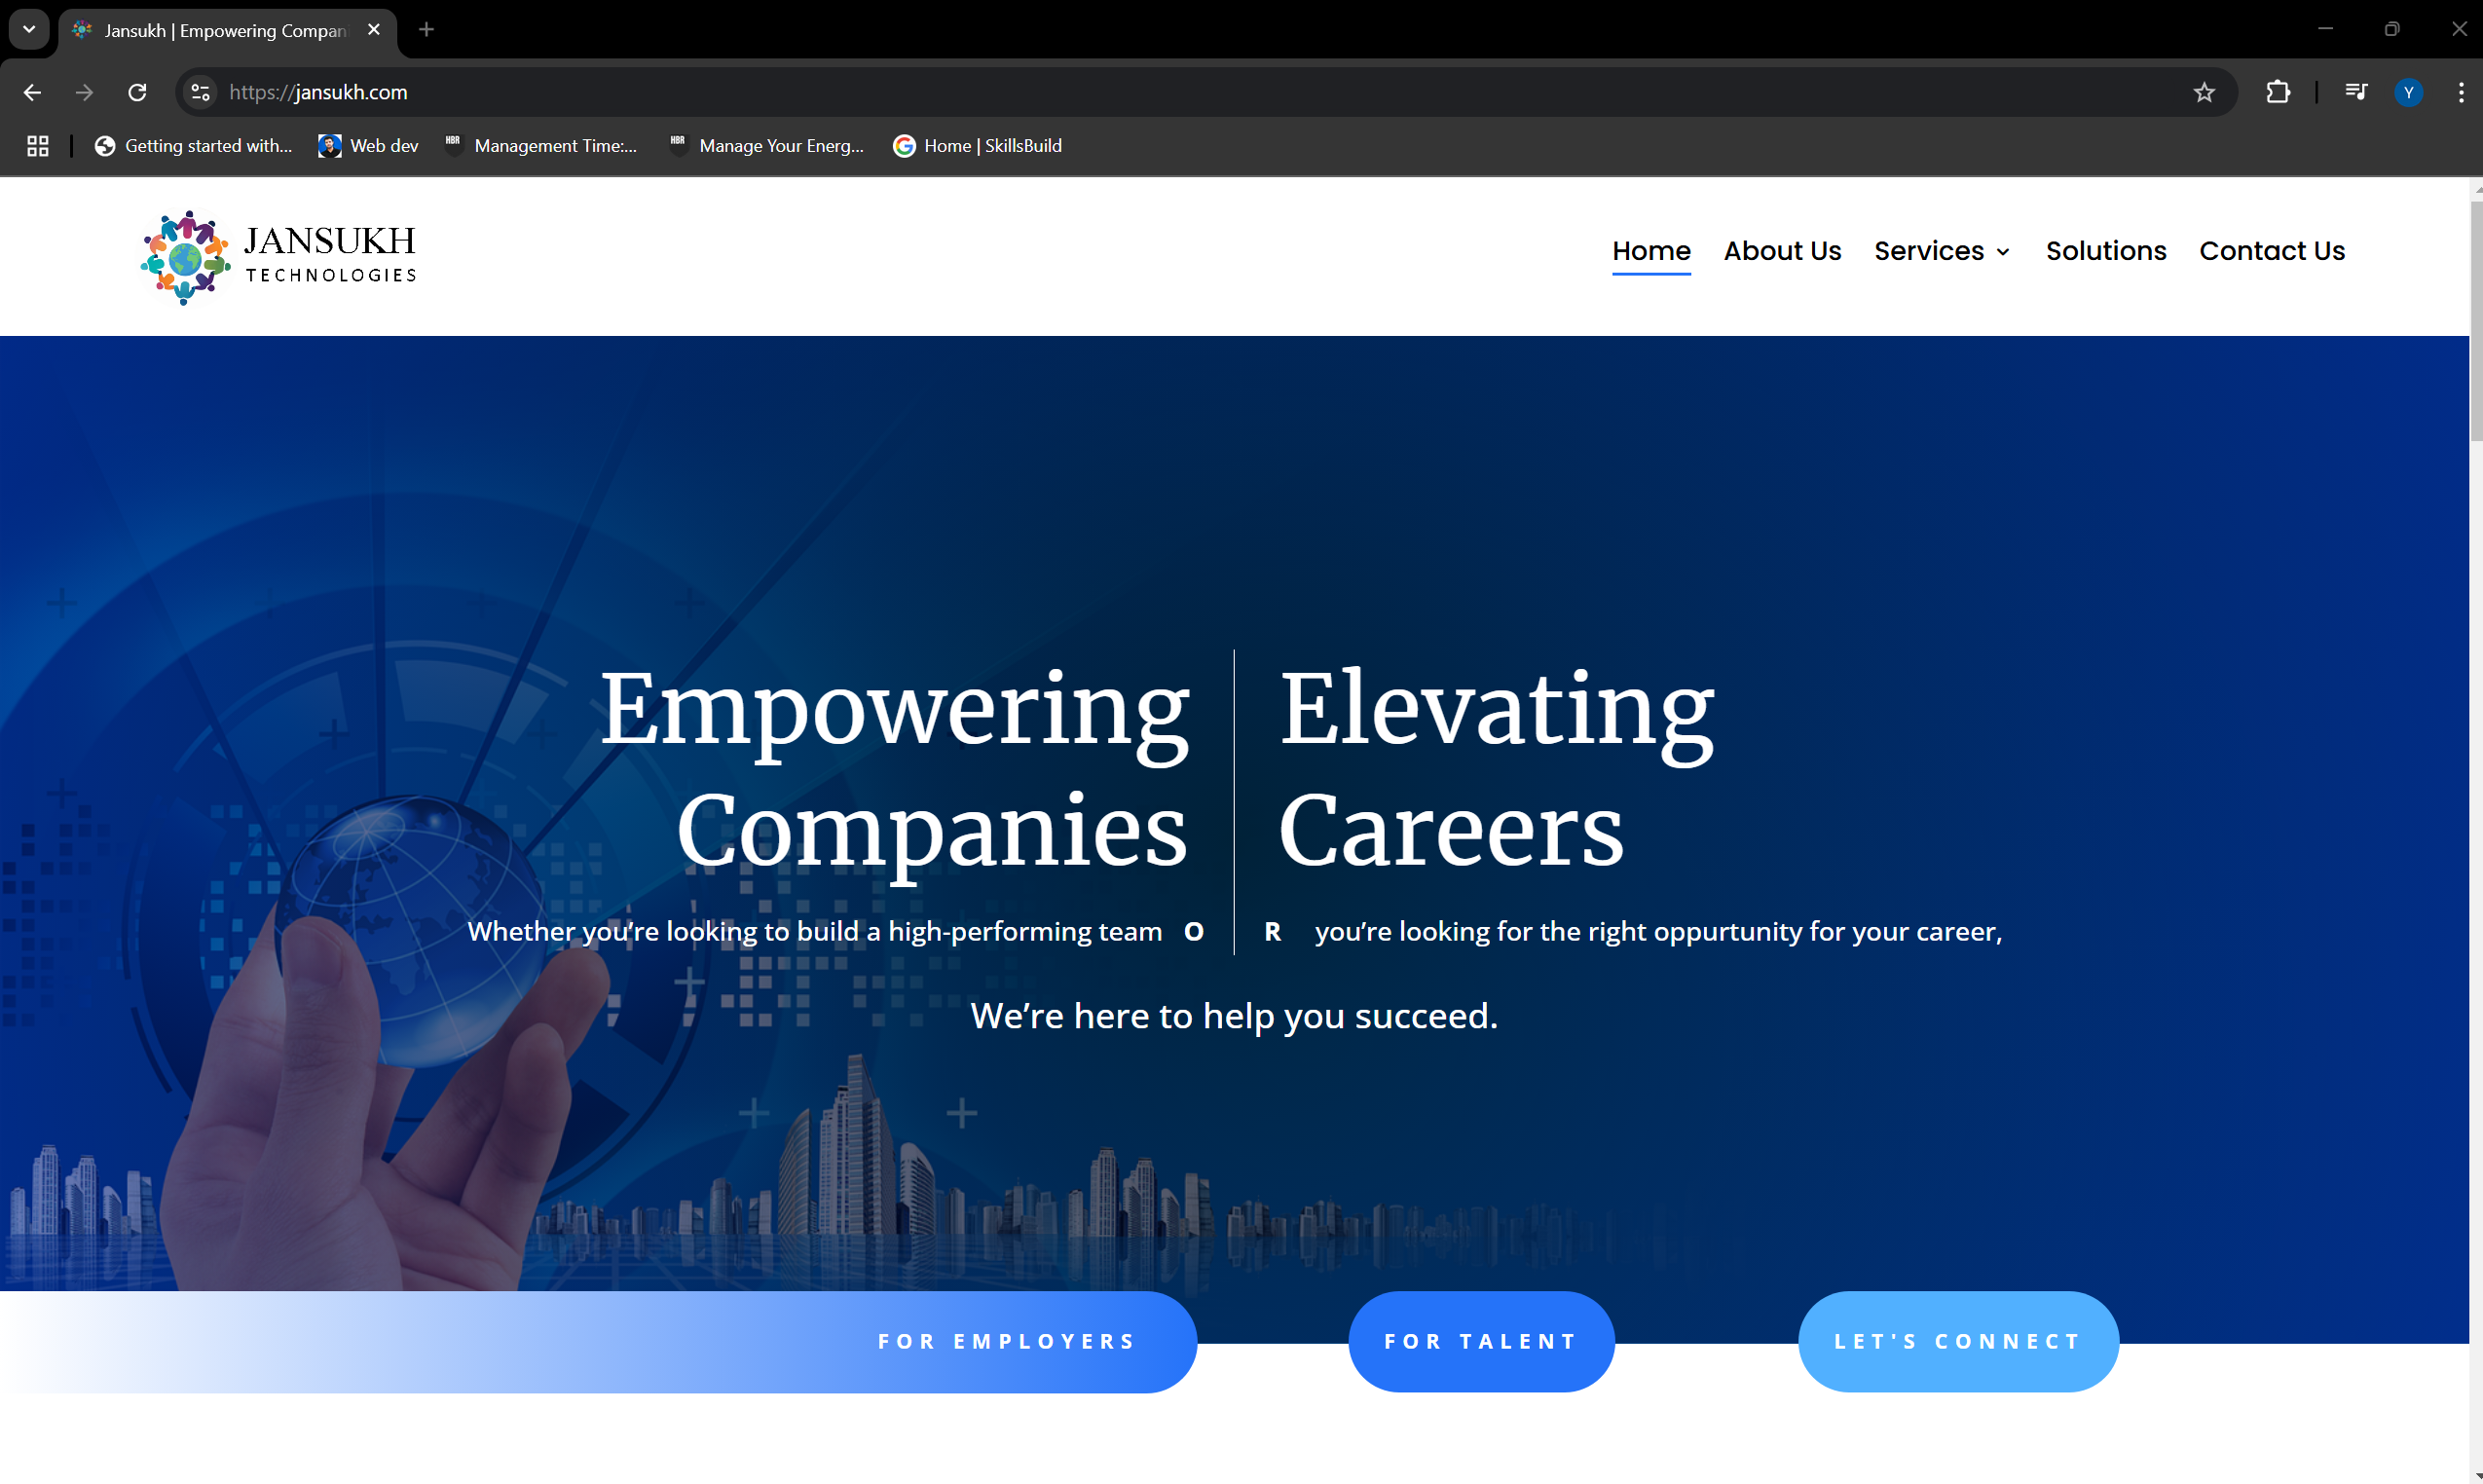 Jansukh | Empowering Compan
https://jansukh.com
Y
Getting started with...
Web dev
HBR
Management Time:...
HBR
Manage Your Energ...
Home | SkillsBuild
JANSUKH
TECHNOLOGIES
Home
About Us
Services
Solutions
Contact Us
Empowering
Companies
Elevating
Careers
Whether you’re looking to build a high-performing team O
R you’re looking for the right oppurtunity for your career,
We’re here to help you succeed.
FOR EMPLOYERS
FOR TALENT
LET'S CONNECT